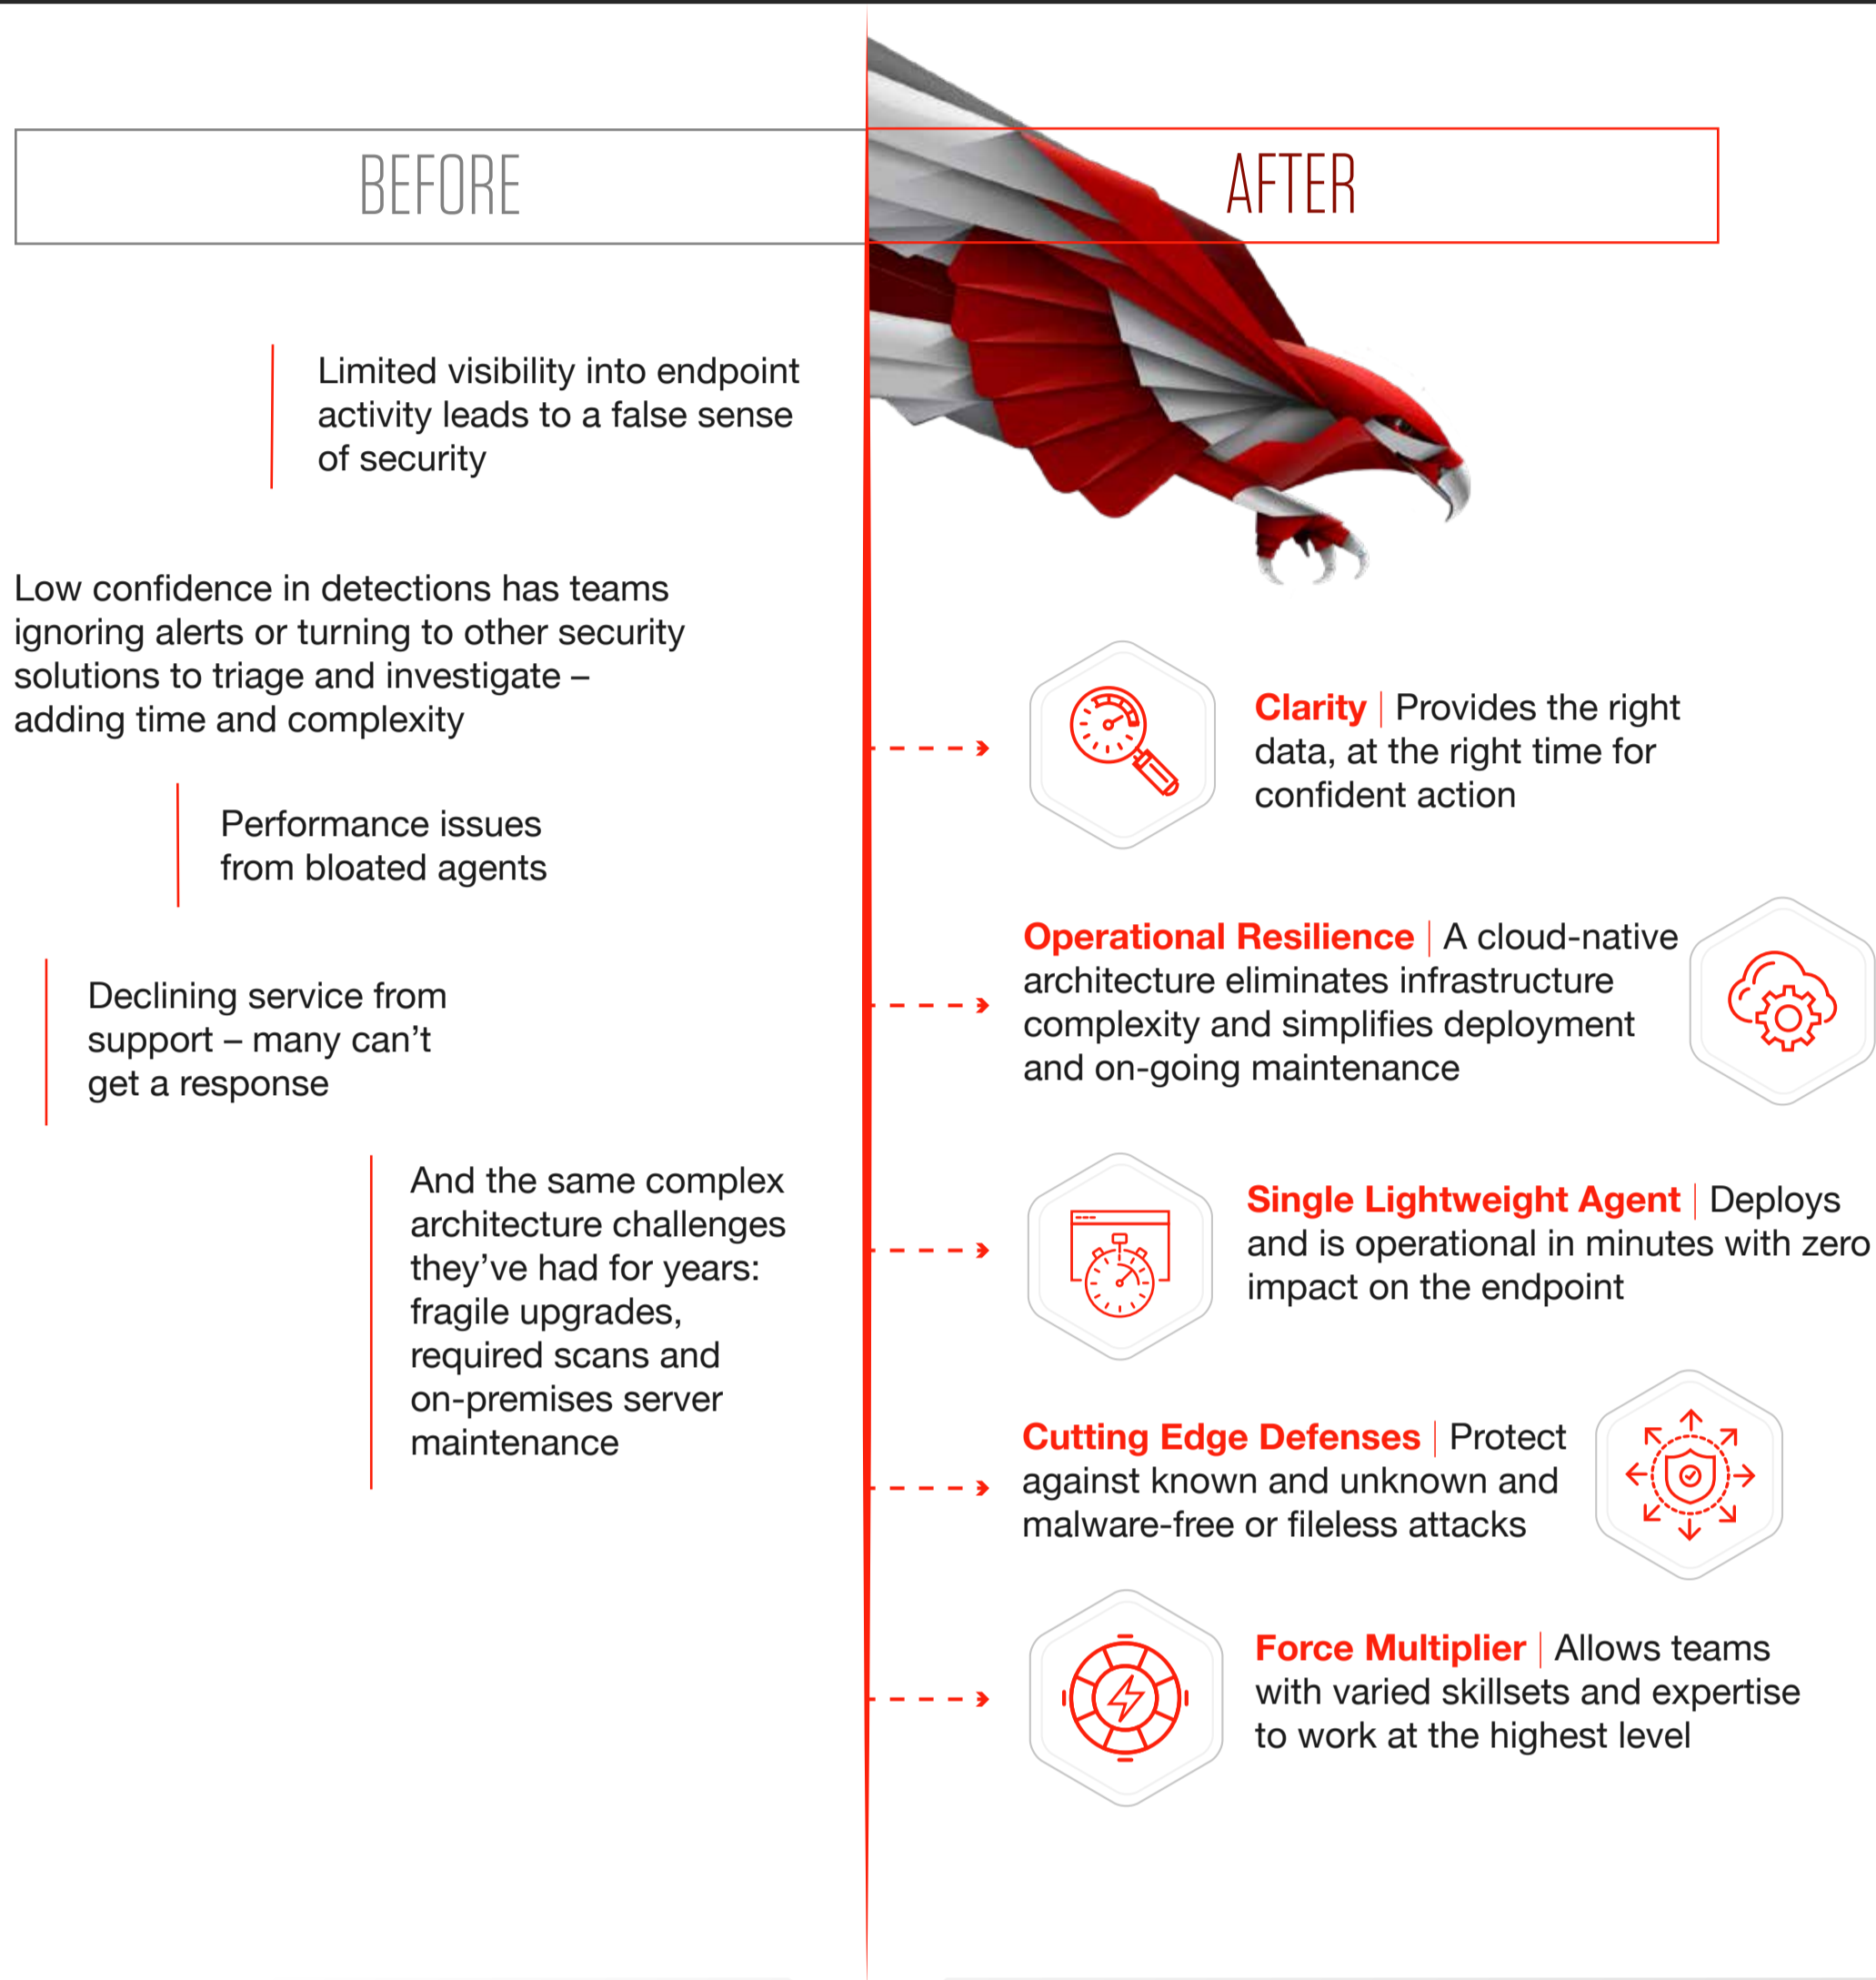 BEFORE
Limited visibility into endpoint
activity leads to a false sense
of security
Low confidence in detections has teams
ignoring alerts or turning to other security
solutions to triage and investigate –
adding time and complexity
Performance issues
from bloated agents
Declining service from
support – many can’t
get a response
And the same complex
architecture challenges
they’ve had for years:
fragile upgrades,
required scans and
on-premises server
maintenance
AFTER
Clarity | Provides the right
data, at the right time for
confident action
Operational Resilience | A cloud-native
architecture eliminates infrastructure
complexity and simplifies deployment
and on-going maintenance
Single Lightweight Agent | Deploys
and is operational in minutes with zero
impact on the endpoint
Cutting Edge Defenses | Protect
against known and unknown and
malware-free or fileless attacks
Force Multiplier | Allows teams
with varied skillsets and expertise
to work at the highest level